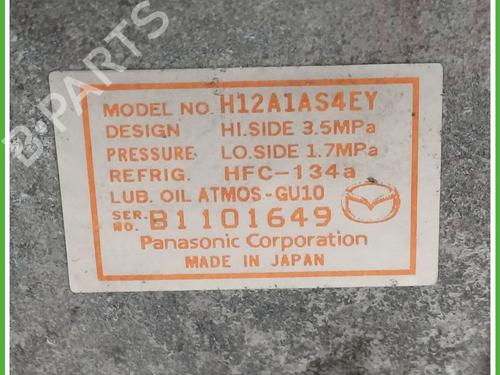 B-PARTS
MODEL NO. H12A1AS4EY
DESIGN HI.SIDE 3.5MPa
PRESSURE LO.SIDE 1.7MPa
REFRIG. HFC-134a
LUB. OIL ATMOS-GU10
SER. NO. B1101649
Panasonic Corporation
MADE IN JAPAN